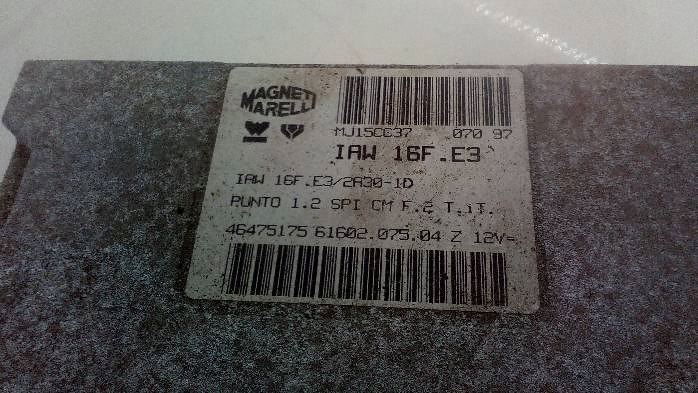 MAGNETI
MARELLI
MJ15CC37 070 97
IAW 16F.E3
IAW 16F.E3/2A30-1D
PUNTO 1.2 SPI CM F.2 T.iT.
46475175 61602.075.04 Z 12V=